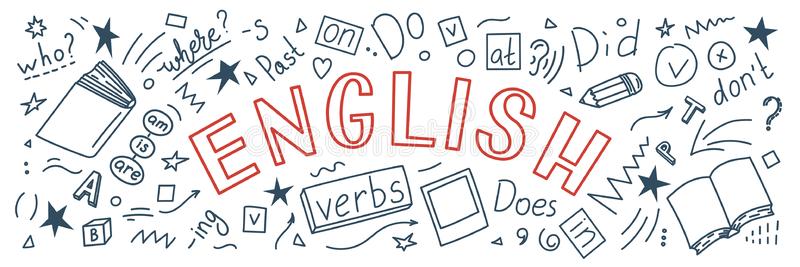 who?
where?
-s
Past
on
Do
v
at
Did
v
x
don't
am
is
are
ENGLISH
T
P
?
A
B
-ing
v
verbs
Does
in